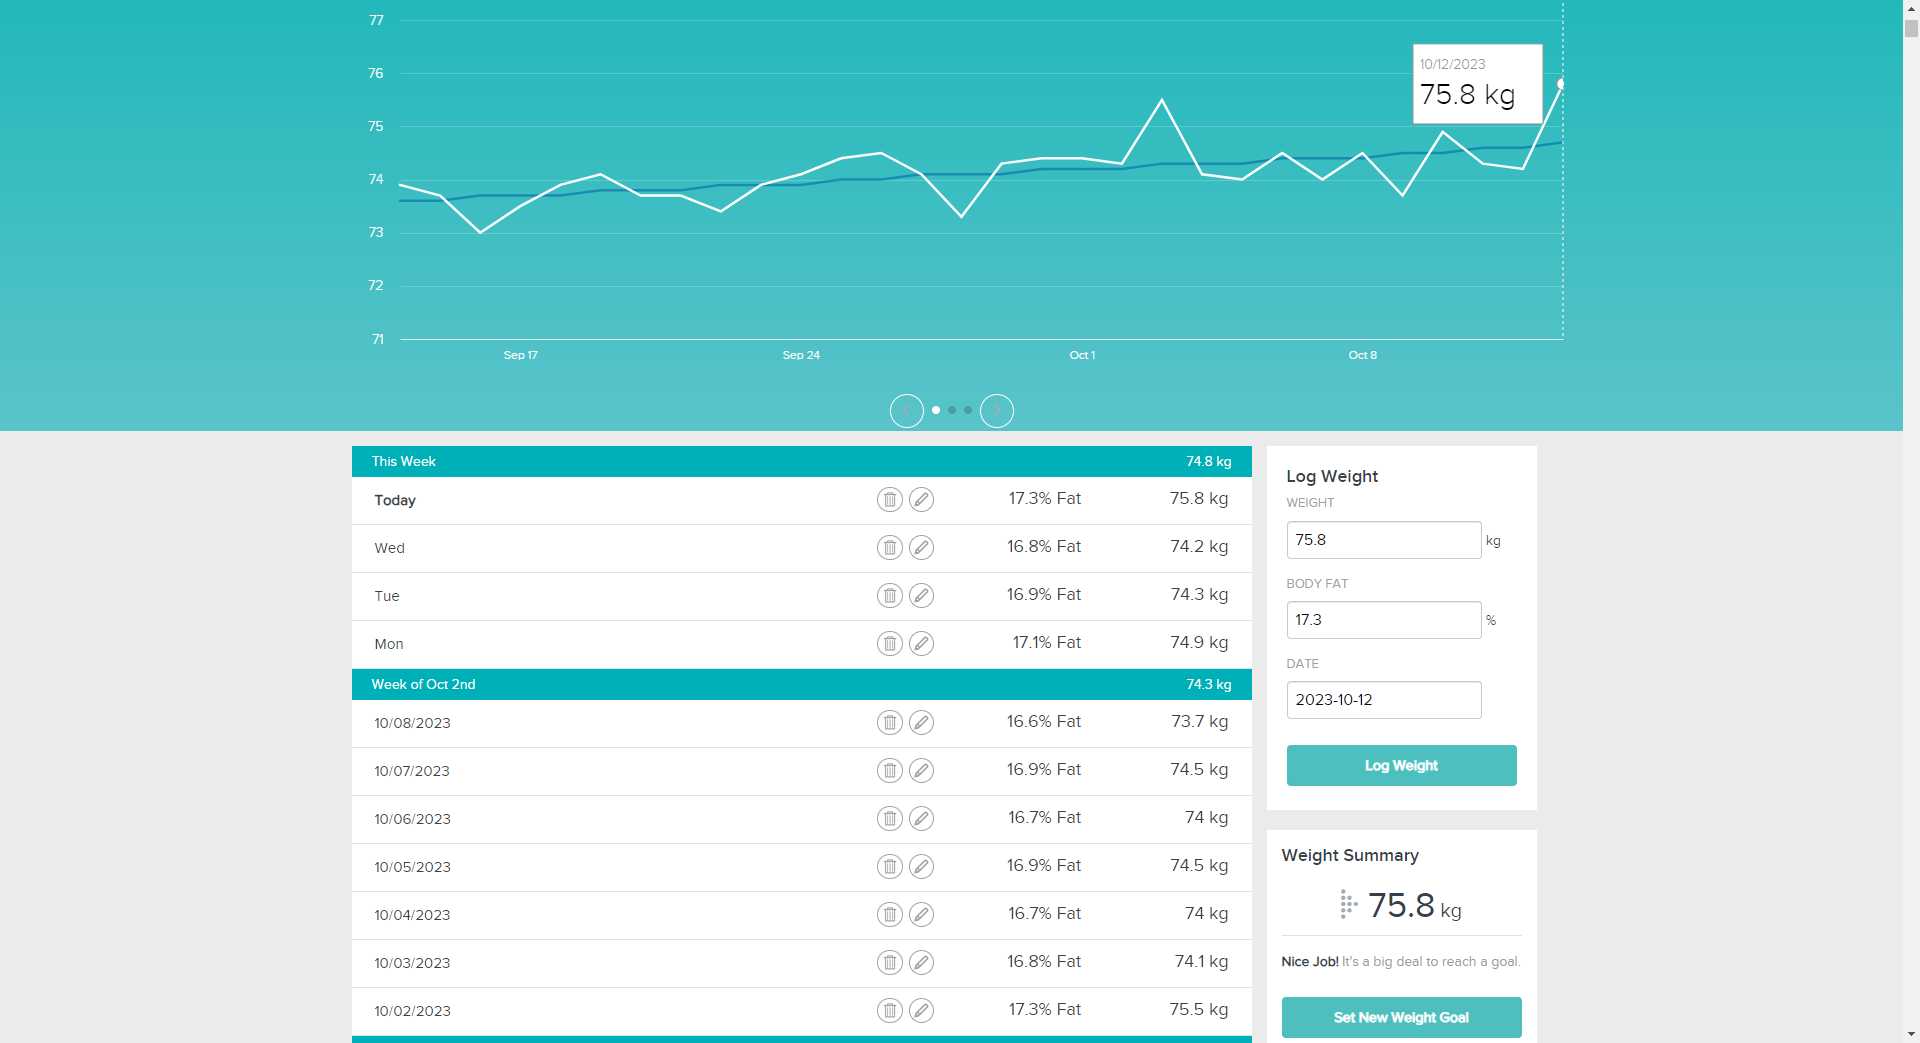 77
76
75
74
73
72
71
10/12/2023
75.8 kg
Sep 17 Sep 24 Oct 1 Oct 8
This Week 74.8 kg
Today 17.3% Fat 75.8 kg
Wed 16.8% Fat 74.2 kg
Tue 16.9% Fat 74.3 kg
Mon 17.1% Fat 74.9 kg
Week of Oct 2nd 74.3 kg
10/08/2023 16.6% Fat 73.7 kg
10/07/2023 16.9% Fat 74.5 kg
10/06/2023 16.7% Fat 74 kg
10/05/2023 16.9% Fat 74.5 kg
10/04/2023 16.7% Fat 74 kg
10/03/2023 16.8% Fat 74.1 kg
10/02/2023 17.3% Fat 75.5 kg
Log Weight
WEIGHT
75.8 kg
BODY FAT
17.3 %
DATE
2023-10-12
Log Weight
Weight Summary
75.8 kg
Nice Job! It's a big deal to reach a goal.
Set New Weight Goal